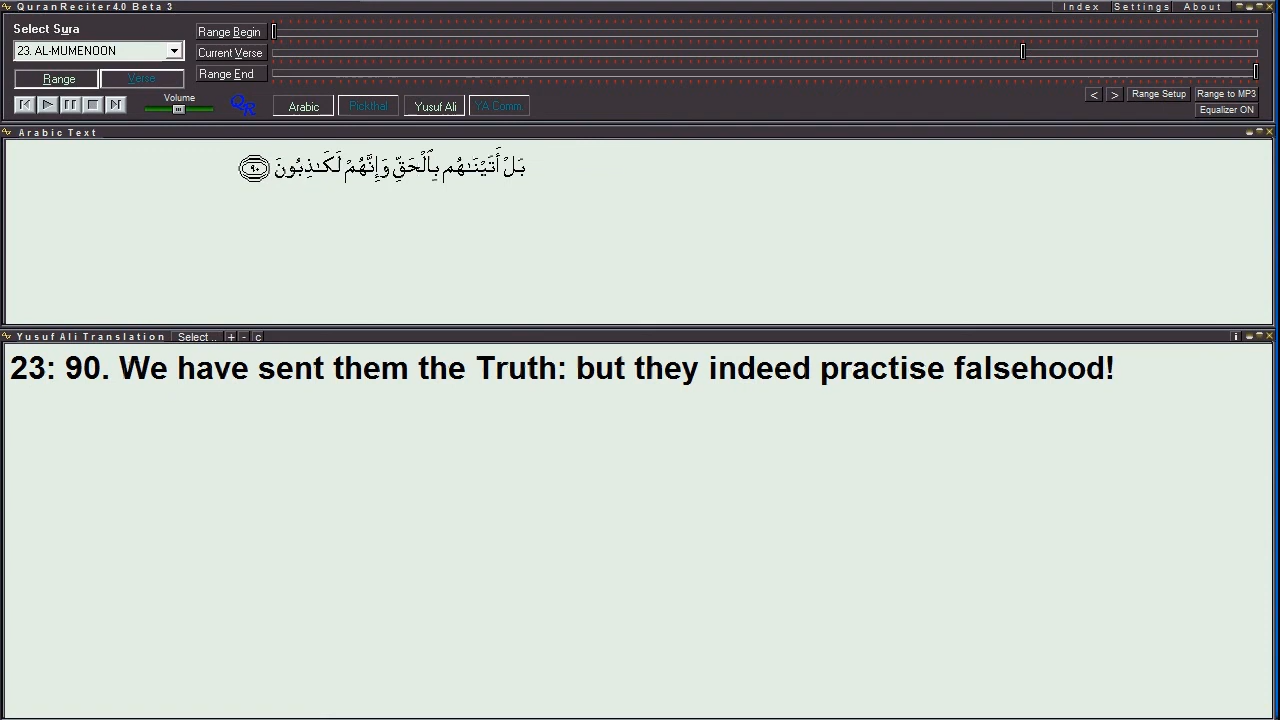 QuranReciter4.0 Beta 3
Index Settings About
Select Sura
Range Begin
23. AL-MUMENOON
Current Verse
Range Verse
Range End
Volume
QR
Arabic Pickthal Yusuf Ali YA Comm.
< > Range Setup Range to MP3
Equalizer ON
Arabic Text
بَلْ أَتَيْنَـٰهُم بِٱلْحَقِّ وَإِنَّهُمْ لَكَـٰذِبُونَ ٩٠
Yusuf Ali Translation Select .. + - c i
23: 90. We have sent them the Truth: but they indeed practise falsehood!